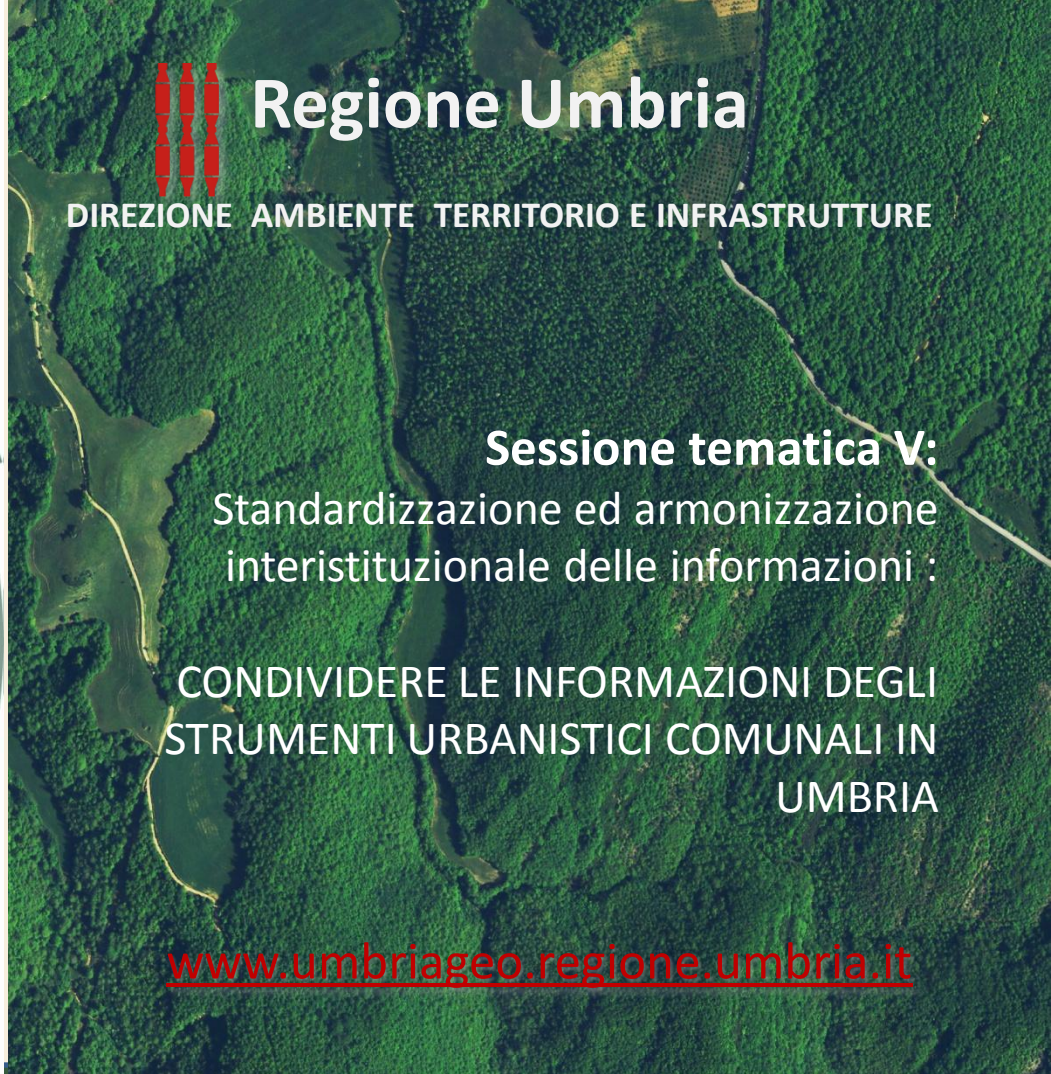 Regione Umbria
DIREZIONE AMBIENTE TERRITORIO E INFRASTRUTTURE
Sessione tematica V:
Standardizzazione ed armonizzazione
interistituzionale delle informazioni :
CONDIVIDERE LE INFORMAZIONI DEGLI
STRUMENTI URBANISTICI COMUNALI IN
UMBRIA
www.umbriageo.regione.umbria.it